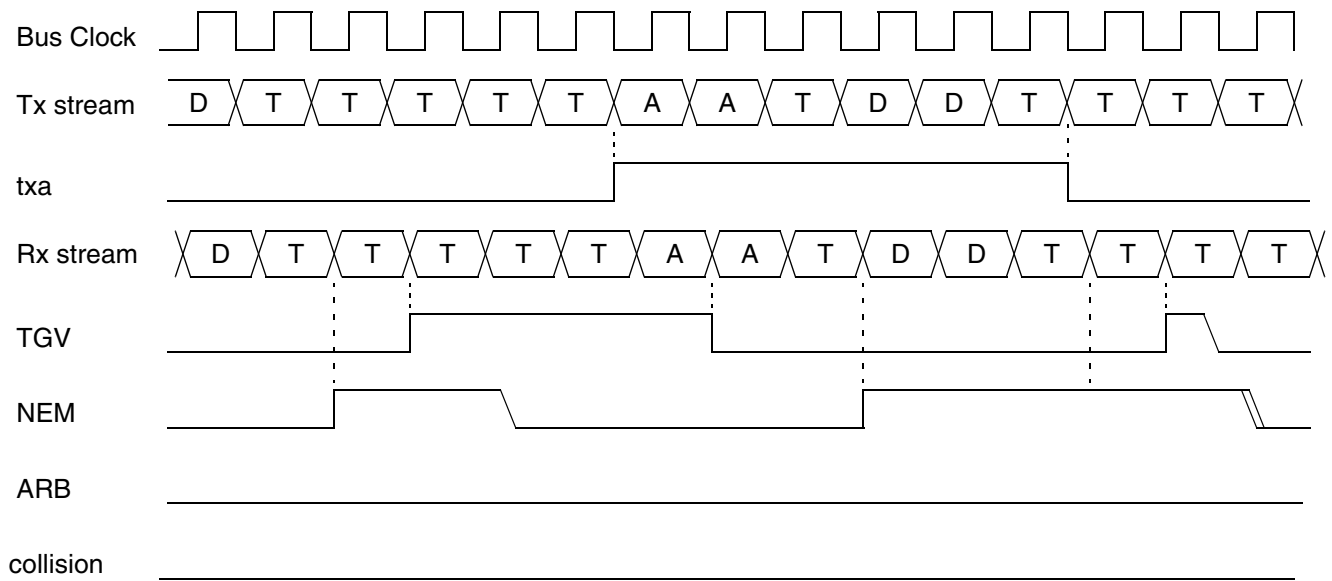 Bus Clock
Tx stream D T T T T T A A T D D T T T T
txa
Rx stream D T T T T T A A T D D T T T T
TGV
NEM
ARB
collision